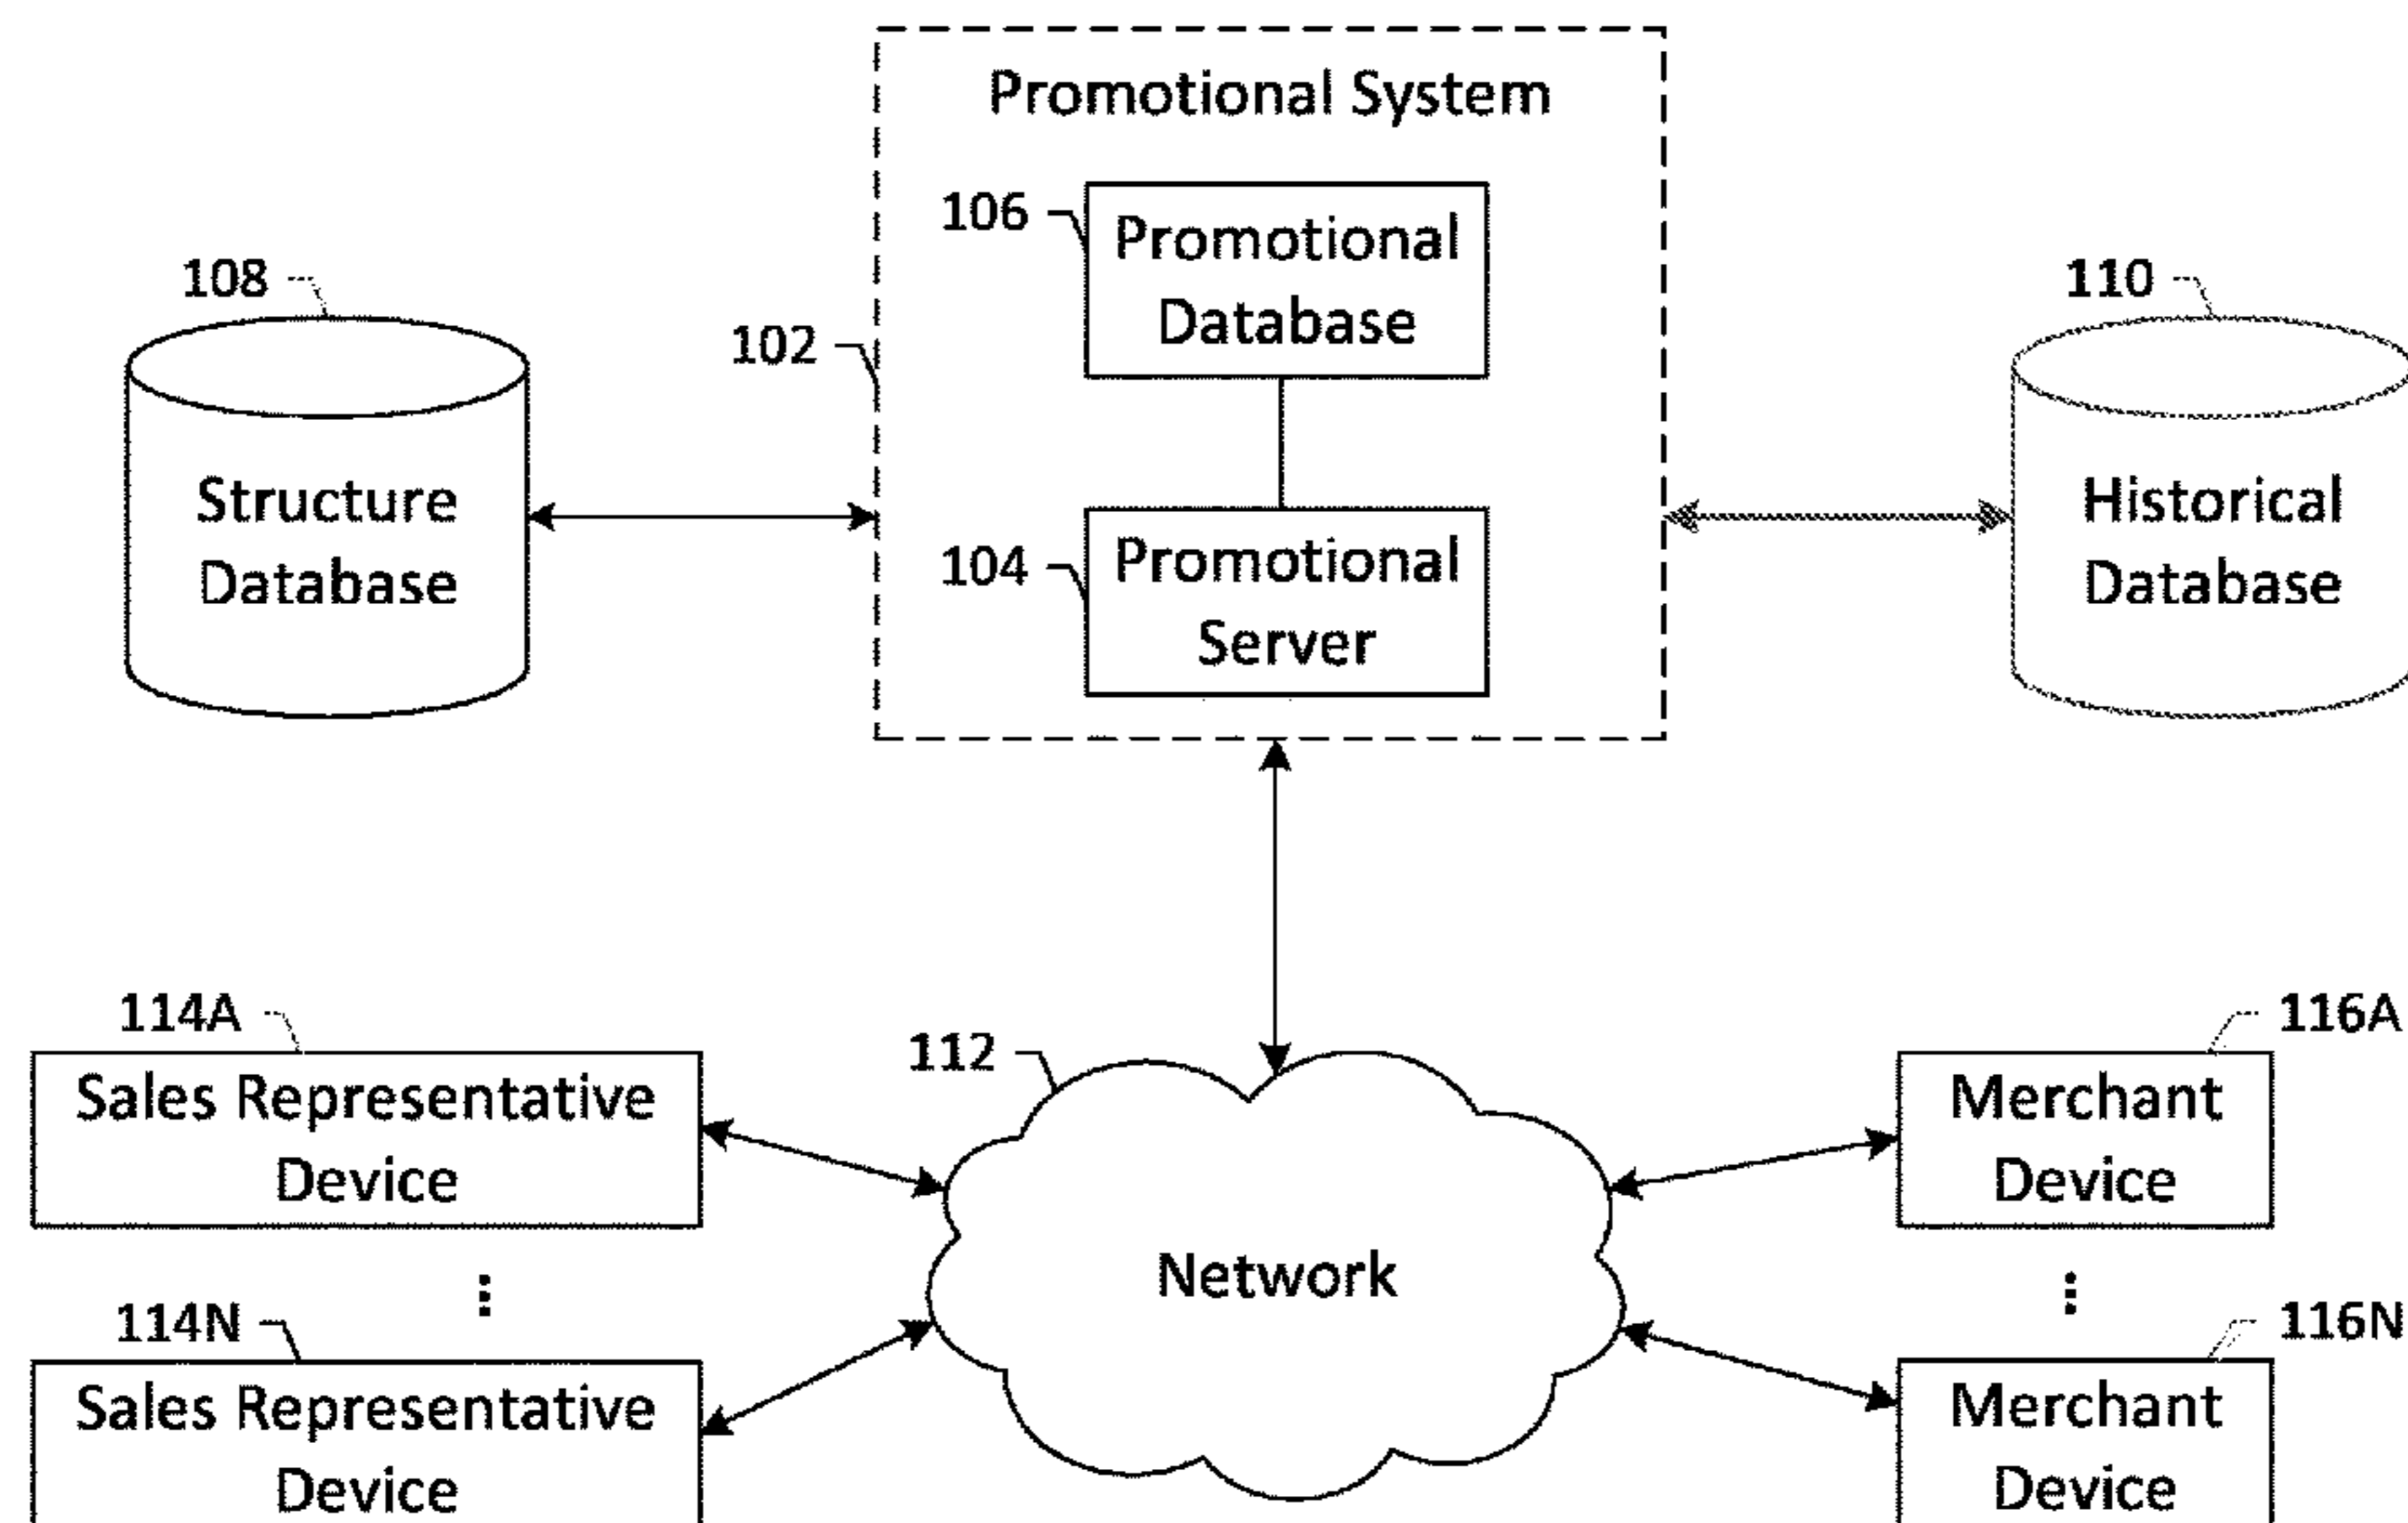 Promotional System
106
Promotional
Database
108
110
102
Structure
Database
Historical
Database
104
Promotional
Server
114A
116A
112
Sales Representative
Device
Merchant
Device
Network
114N
116N
Sales Representative
Device
Merchant
Device